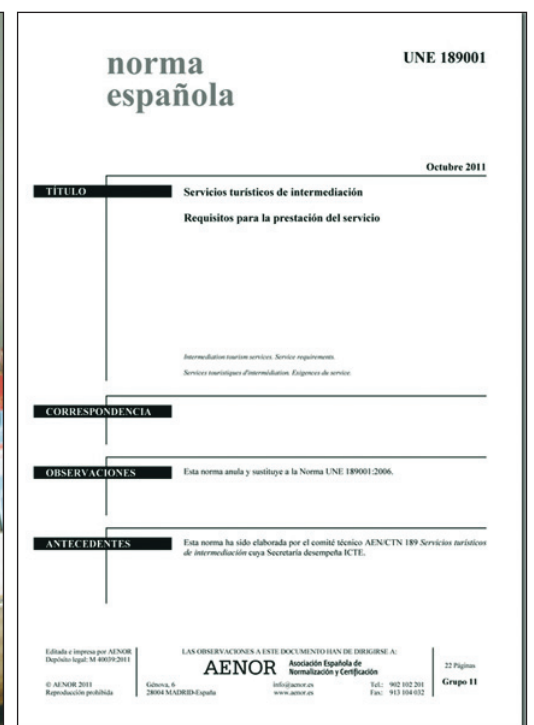 norma
española
UNE 189001
Octubre 2011
TÍTULO
Servicios turísticos de intermediación
Requisitos para la prestación del servicio
Intermediation tourism services. Service requirements.
Services touristiques d'intermédiation. Exigences du service.
CORRESPONDENCIA
OBSERVACIONES
Esta norma anula y sustituye a la Norma UNE 189001:2006.
ANTECEDENTES
Esta norma ha sido elaborada por el comité técnico AEN/CTN 189 Servicios turísticos
de intermediación cuya Secretaría desempeña ICTE.
Editada e impresa por AENOR
Depósito legal: M 40039:2011
© AENOR 2011
Reproducción prohibida
LAS OBSERVACIONES A ESTE DOCUMENTO HAN DE DIRIGIRSE A:
AENOR
Asociación Española de
Normalización y Certificación
Génova, 6
28004 MADRID-España
info@aenor.es
www.aenor.es
Tel.: 902 102 201
Fax: 913 104 032
22 Páginas
Grupo 11